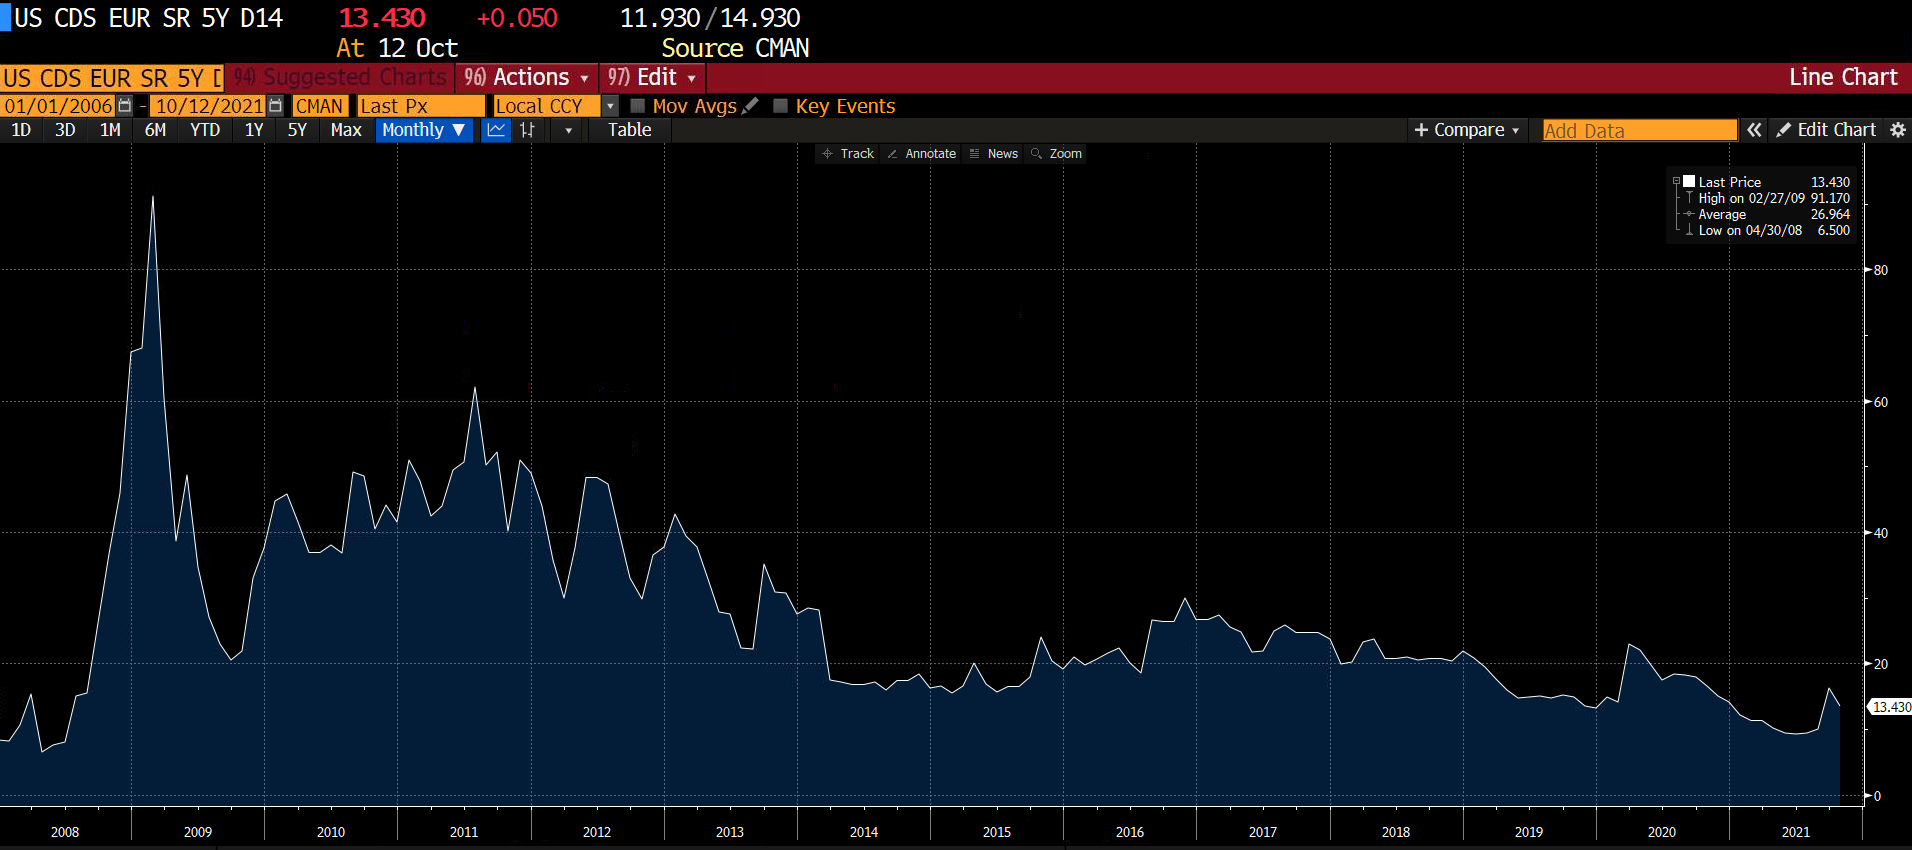 US CDS EUR SR 5Y D14 13.430 +0.050 11.930/14.930
At 12 Oct Source CMAN
US CDS EUR SR 5Y [ 94) Suggested Charts 96) Actions 97) Edit Line Chart
01/01/2006 - 10/12/2021 CMAN Last Px Local CCY Mov Avgs Key Events
1D 3D 1M 6M YTD 1Y 5Y Max Monthly ▼ Table + Compare Add Data « Edit Chart
Track Annotate News Zoom
Last Price 13.430
High on 02/27/09 91.170
Average 26.964
Low on 04/30/08 6.500
80
60
40
20
13.430
0
2008 2009 2010 2011 2012 2013 2014 2015 2016 2017 2018 2019 2020 2021